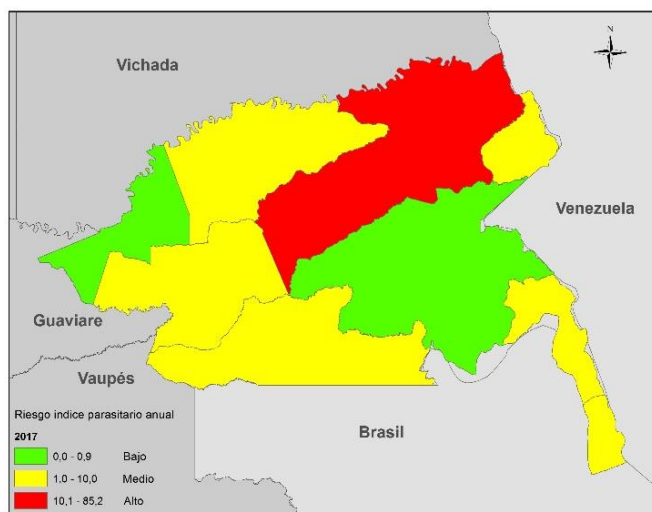 N
Vichada
Venezuela
Guaviare
Vaupés
Brasil
Riesgo indice parasitario anual
2017
0,0 - 0,9 Bajo
1,0 - 10,0 Medio
10,1 - 85,2 Alto